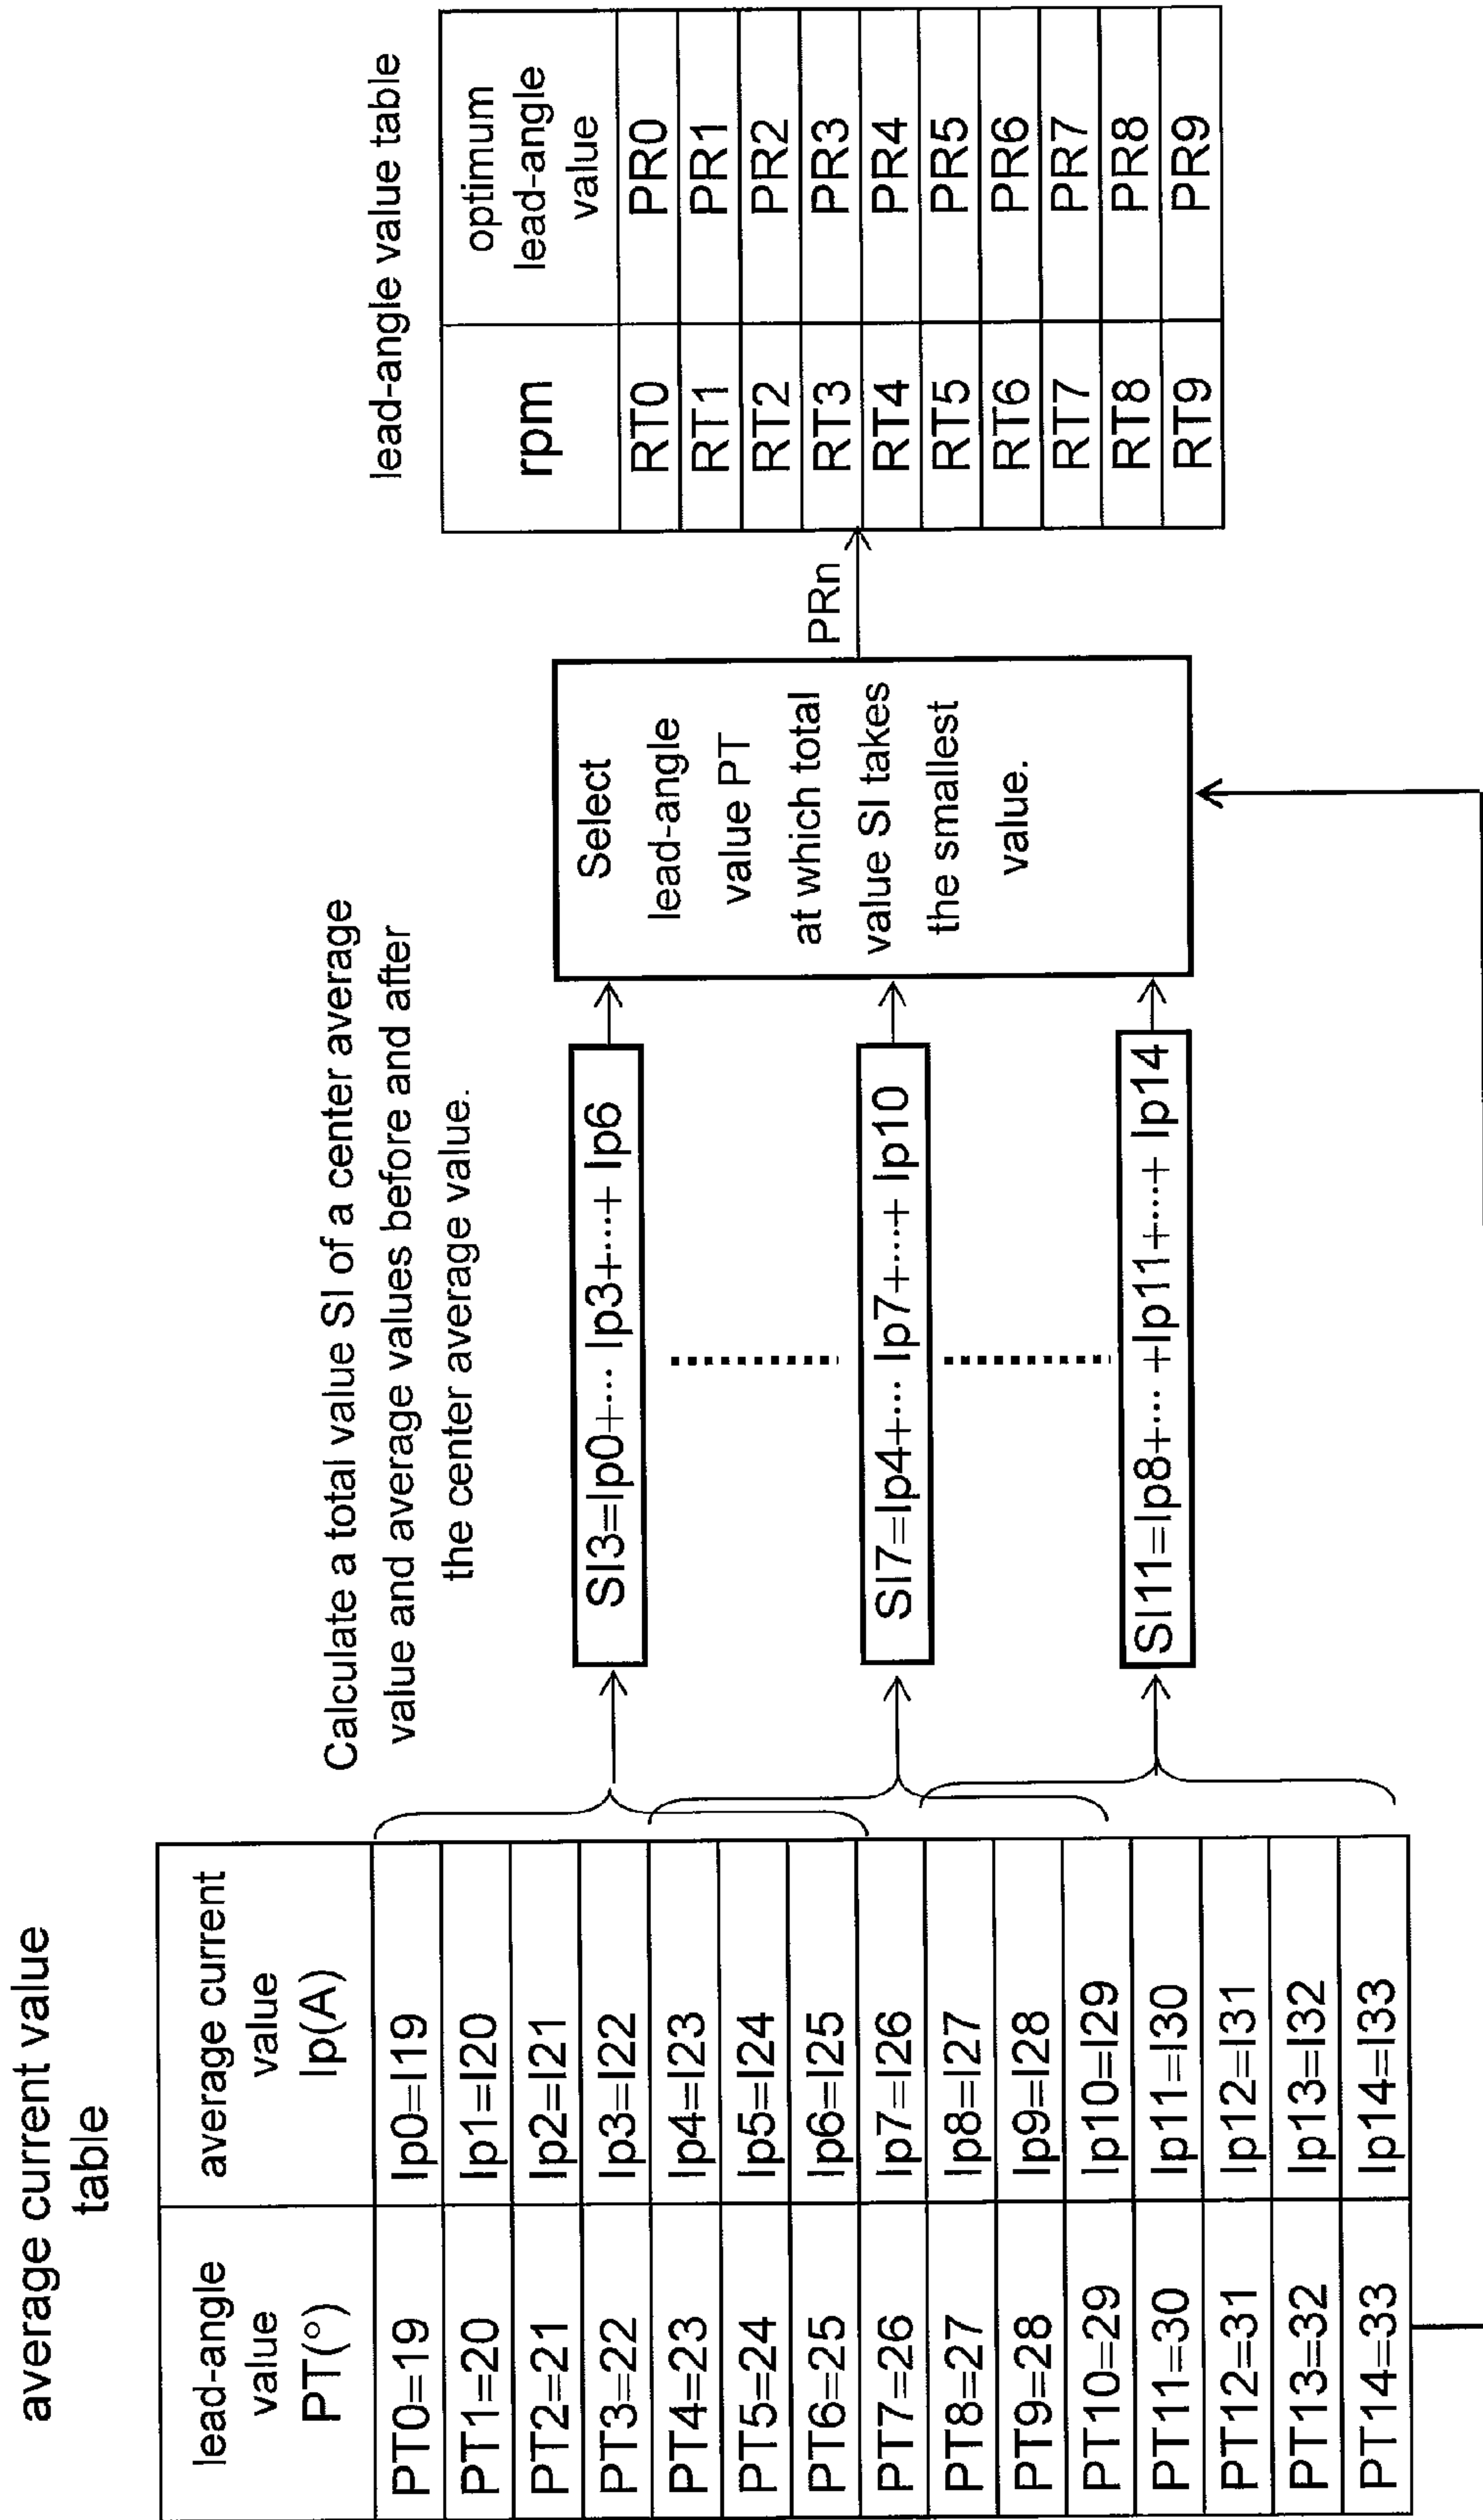 average current value
table
lead-angle
value
PT(°)
average current
value
Ip(A)
PT0=19 Ip0=I19
PT1=20 Ip1=I20
PT2=21 Ip2=I21
PT3=22 Ip3=I22
PT4=23 Ip4=I23
PT5=24 Ip5=I24
PT6=25 Ip6=I25
PT7=26 Ip7=I26
PT8=27 Ip8=I27
PT9=28 Ip9=I28
PT10=29 Ip10=I29
PT11=30 Ip11=I30
PT12=31 Ip12=I31
PT13=32 Ip13=I32
PT14=33 Ip14=I33
Calculate a total value SI of a center average
value and average values before and after
the center average value.
SI3=Ip0+··· Ip3+····+ Ip6
SI7=Ip4+··· Ip7+····+ Ip10
SI11=Ip8+··· +Ip11+····+ Ip14
Select
lead-angle
value PT
at which total
value SI takes
the smallest
value.
PRn
lead-angle value table
rpm
optimum
lead-angle
value
RT0 PR0
RT1 PR1
RT2 PR2
RT3 PR3
RT4 PR4
RT5 PR5
RT6 PR6
RT7 PR7
RT8 PR8
RT9 PR9